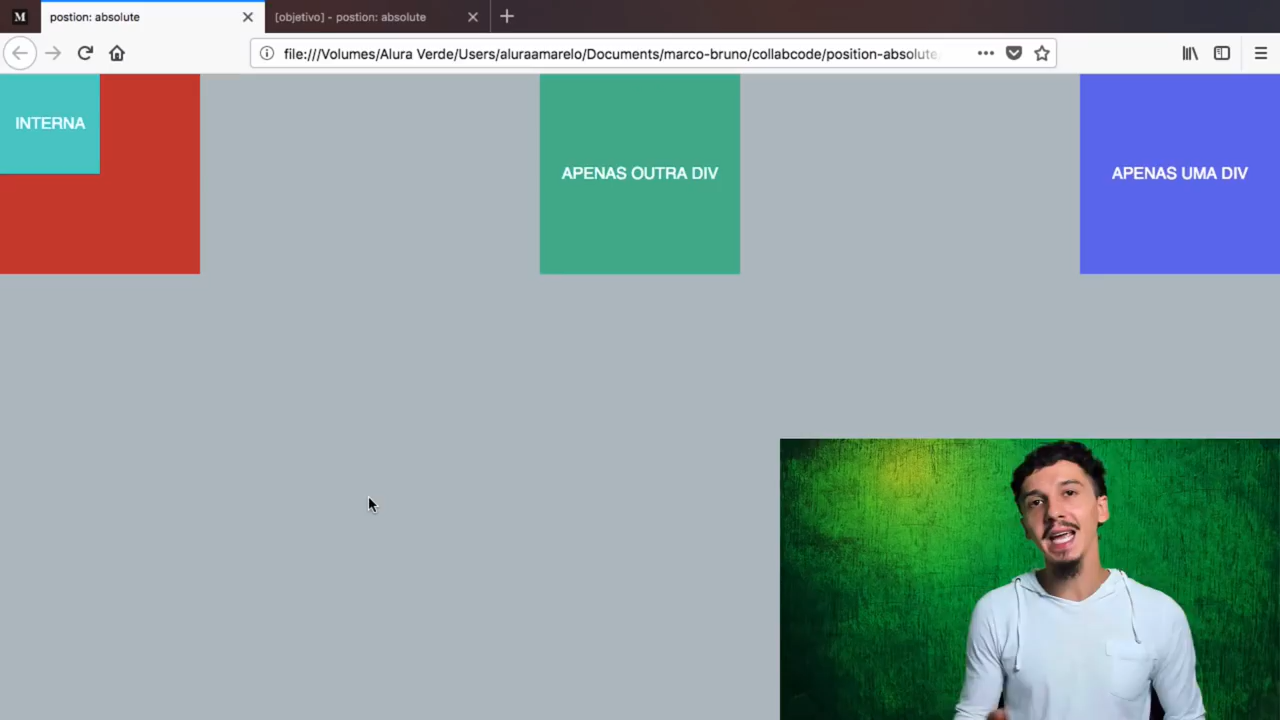 M
postion: absolute
[objetivo] - postion: absolute
file:///Volumes/Alura Verde/Users/aluraamarelo/Documents/marco-bruno/collabcode/position-absolute
INTERNA
APENAS OUTRA DIV
APENAS UMA DIV